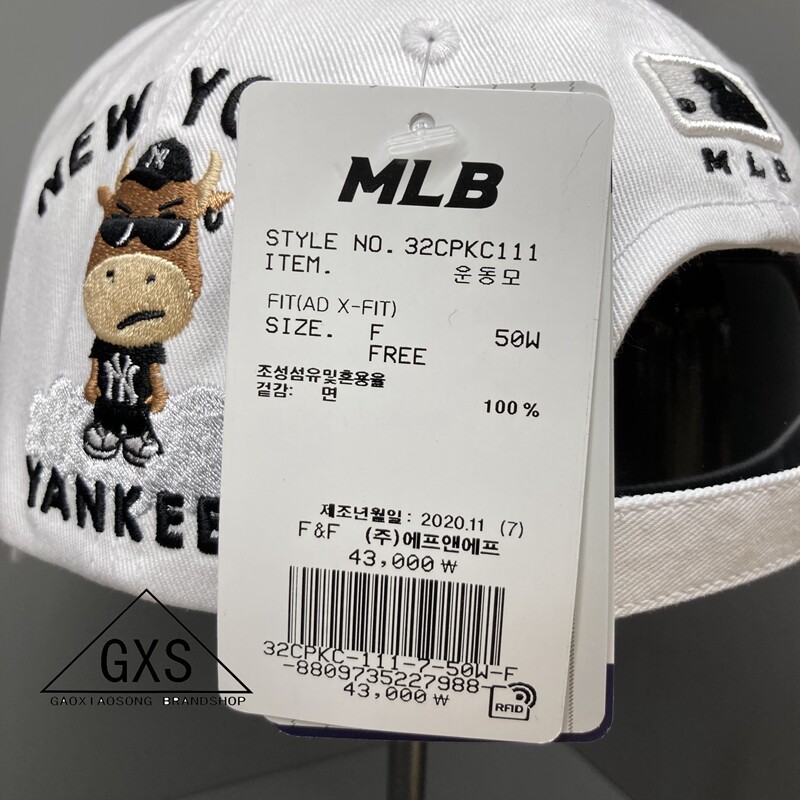 NEW YO
YANKEE
MLB
MLB
STYLE NO. 32CPKC111
ITEM. 운동모
FIT(AD X-FIT)
SIZE. F 50W
FREE
조성섬유및혼용율
겉감: 면 100 %
제조년월일: 2020.11 (7)
F&F (주)에프앤에프
43,000 ₩
32CPKC-111-7-50W-F
-8809735227988-
43,000 ₩
RFID
GXS
GAOXIAOSONG BRANDSHOP
NY
NY